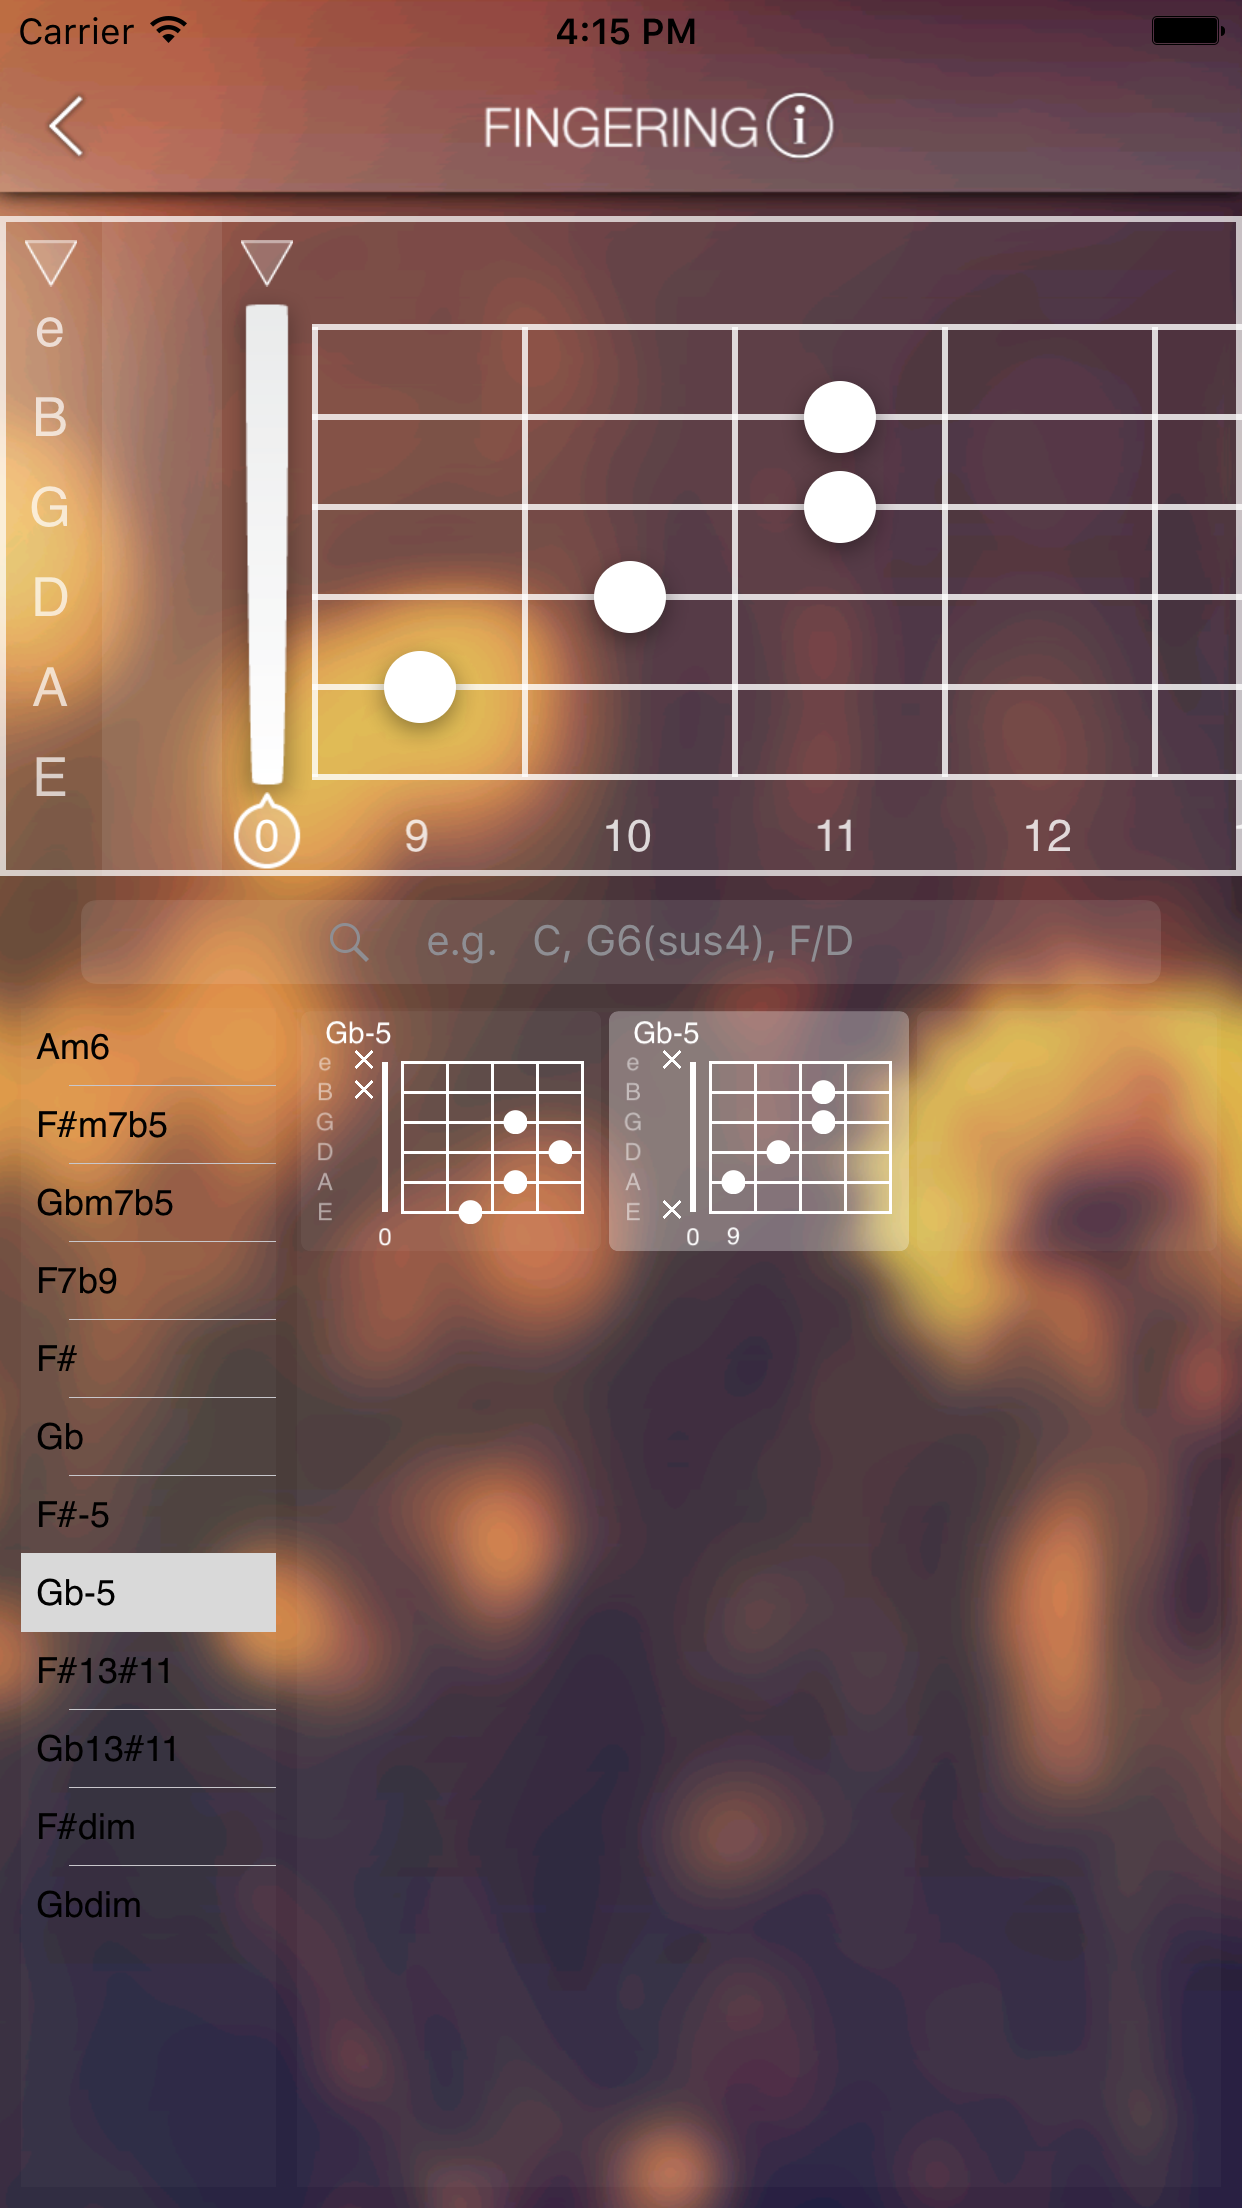 Carrier 4:15 PM
FINGERING i
e
B
G
D
A
E
0 9 10 11 12
e.g. C, G6(sus4), F/D
Am6
F#m7b5
Gbm7b5
F7b9
F#
Gb
F#-5
Gb-5
F#13#11
Gb13#11
F#dim
Gbdim
Gb-5
e
B
G
D
A
E
0
Gb-5
e
B
G
D
A
E
0 9